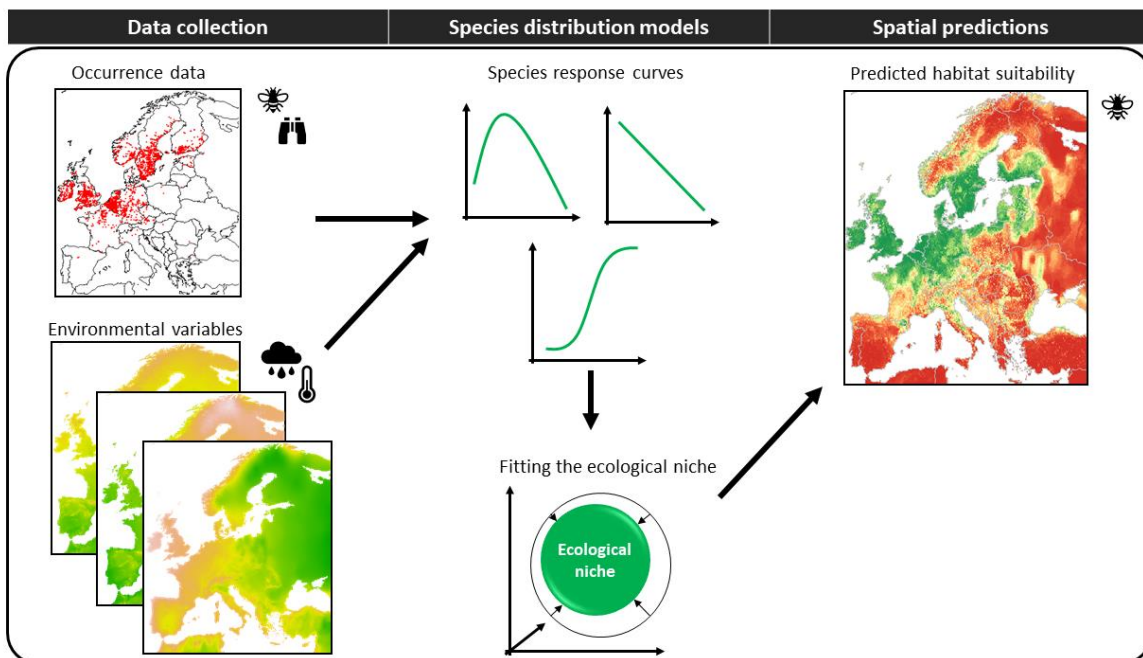 Data collection
Species distribution models
Spatial predictions
Occurrence data
Species response curves
Predicted habitat suitability
Environmental variables
Fitting the ecological niche
Ecological
niche